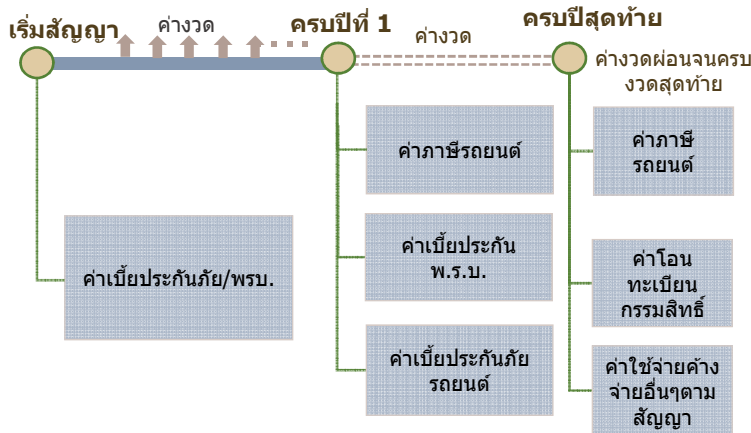 เริ่มสัญญา
ค่างวด
ครบปีที่ 1
ค่างวด
ครบปีสุดท้าย
ค่างวดผ่อนจนครบ
งวดสุดท้าย
ค่าเบี้ยประกันภัย/พรบ.
ค่าภาษีรถยนต์
ค่าเบี้ยประกัน
พ.ร.บ.
ค่าเบี้ยประกันภัย
รถยนต์
ค่าภาษี
รถยนต์
ค่าโอน
ทะเบียน
กรรมสิทธิ์
ค่าใช้จ่ายค้าง
จ่ายอื่นๆตาม
สัญญา